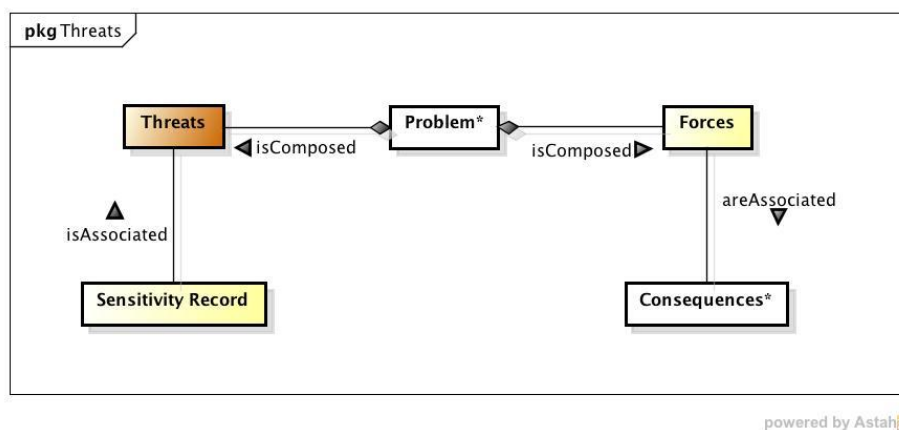 pkg Threats
Threats
Problem*
Forces
isComposed
isComposed
areAssociated
isAssociated
Sensitivity Record
Consequences*
powered by Astah